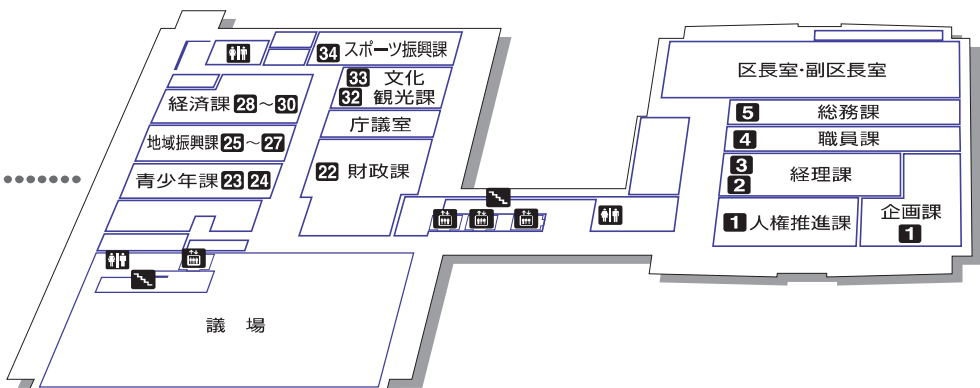 34 スポーツ振興課
33 文化
32 観光課
経済課 28~30
庁議室
地域振興課 25~27
22 財政課
青少年課 23 24
議場
区長室・副区長室
5 総務課
4 職員課
3
2 経理課
1 人権推進課
企画課
1